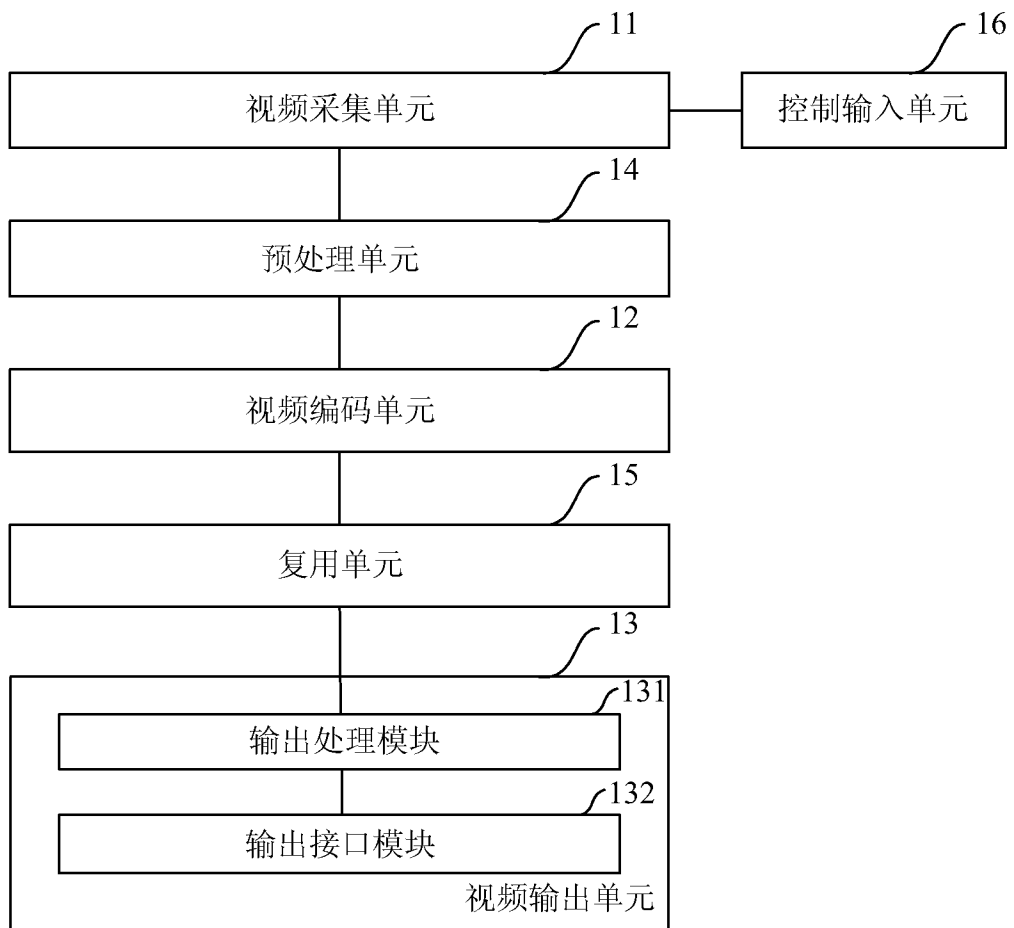 11
16
视频采集单元
控制输入单元
14
预处理单元
12
视频编码单元
15
复用单元
13
131
输出处理模块
132
输出接口模块
视频输出单元